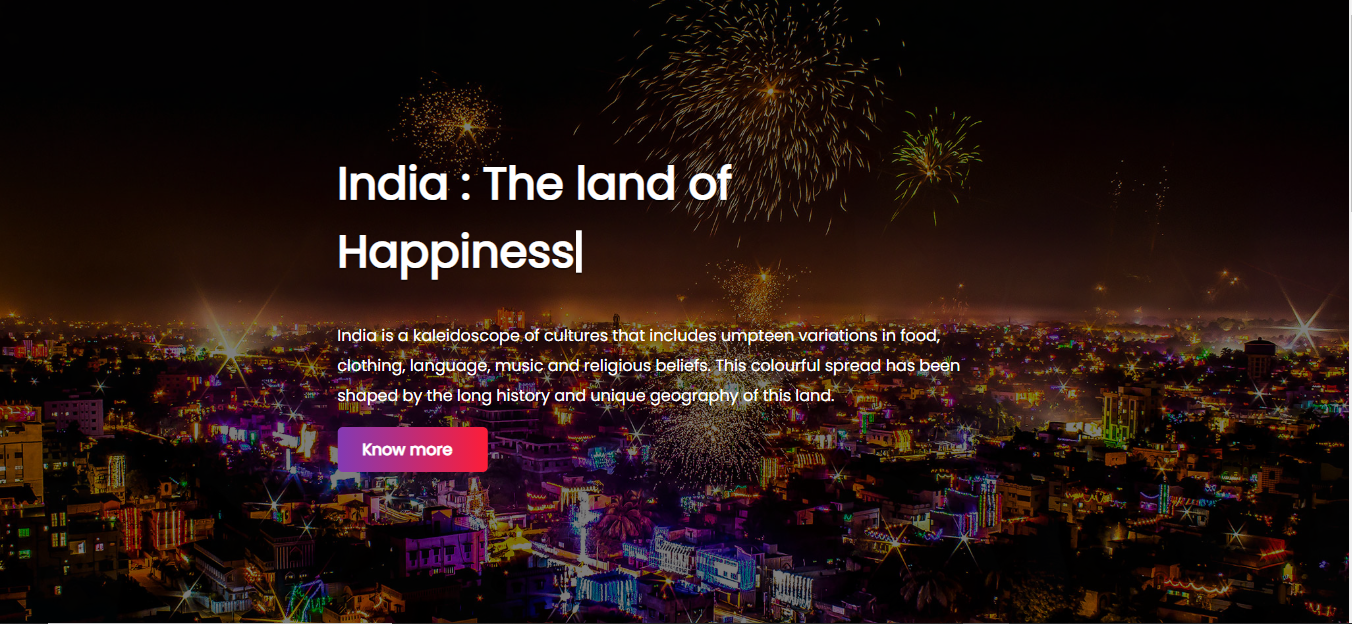 India : The land of
Happiness|
India is a kaleidoscope of cultures that includes umpteen variations in food,
clothing, language, music and religious beliefs. This colourful spread has been
shaped by the long history and unique geography of this land.
Know more